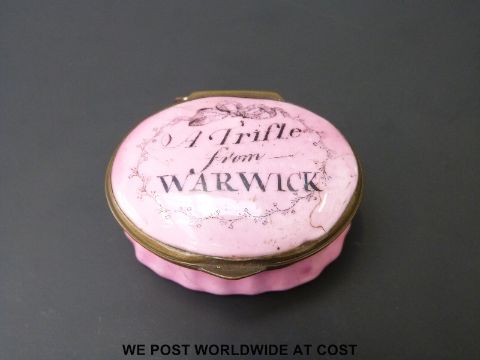 A Trifle
from
WARWICK
WE POST WORLDWIDE AT COST